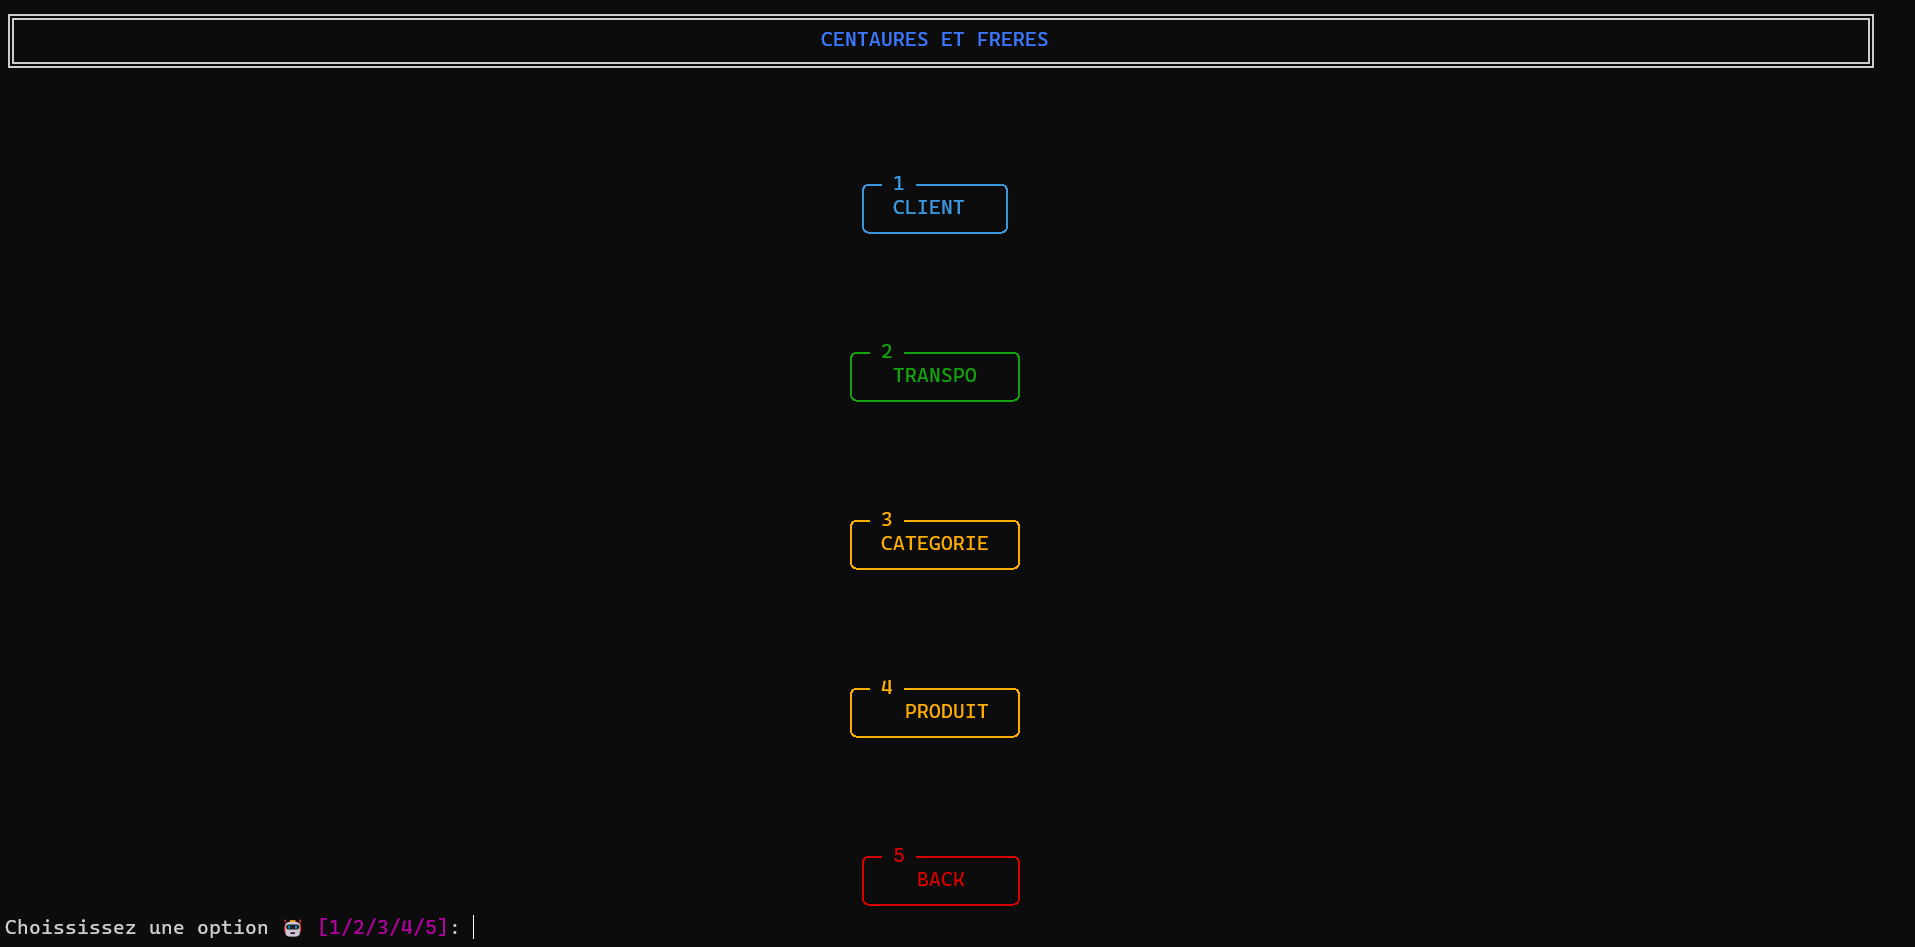 CENTAURES ET FRERES
1
CLIENT
2
TRANSPO
3
CATEGORIE
4
PRODUIT
5
BACK
Choississez une option 🤖 [1/2/3/4/5]: